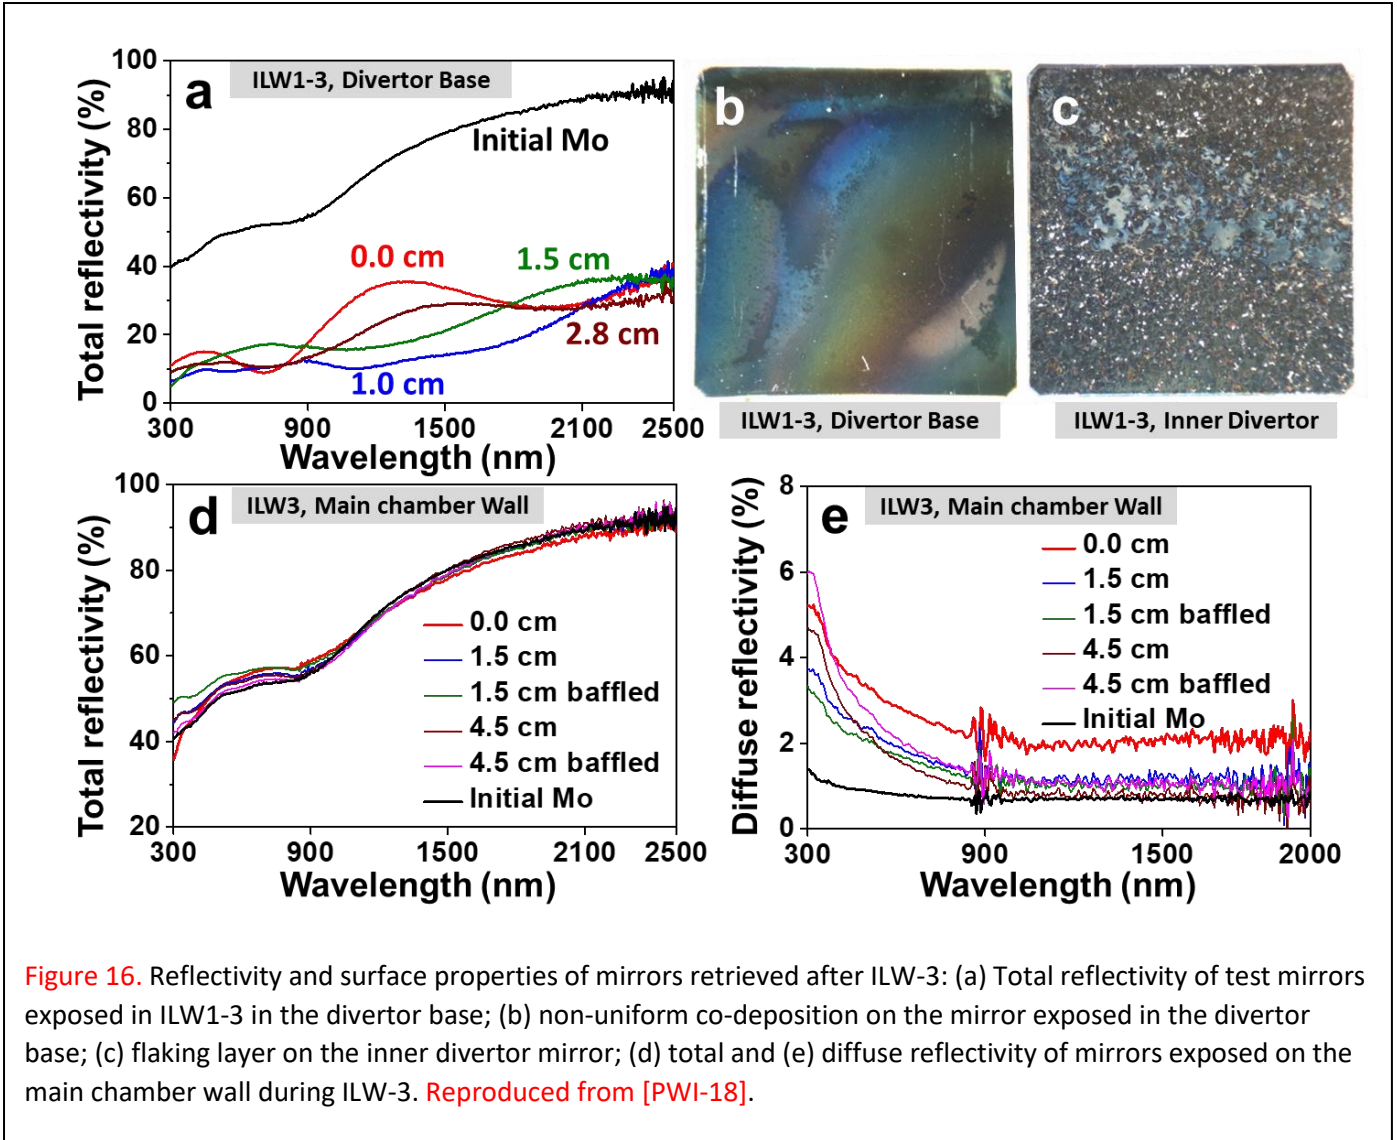 a
ILW1-3, Divertor Base
Total reflectivity (%)
100
80
60
40
20
0
Initial Mo
0.0 cm
1.5 cm
2.8 cm
1.0 cm
300
900
1500
2100
2500
Wavelength (nm)
b
ILW1-3, Divertor Base
c
ILW1-3, Inner Divertor
d
ILW3, Main chamber Wall
Total reflectivity (%)
100
80
60
40
20
0.0 cm
1.5 cm
1.5 cm baffled
4.5 cm
4.5 cm baffled
Initial Mo
300
900
1500
2100
2500
Wavelength (nm)
e
ILW3, Main chamber Wall
Diffuse reflectivity (%)
8
6
4
2
0
0.0 cm
1.5 cm
1.5 cm baffled
4.5 cm
4.5 cm baffled
Initial Mo
300
900
1500
2000
Wavelength (nm)
Figure 16. Reflectivity and surface properties of mirrors retrieved after ILW-3: (a) Total reflectivity of test mirrors
exposed in ILW1-3 in the divertor base; (b) non-uniform co-deposition on the mirror exposed in the divertor
base; (c) flaking layer on the inner divertor mirror; (d) total and (e) diffuse reflectivity of mirrors exposed on the
main chamber wall during ILW-3. Reproduced from [PWI-18].